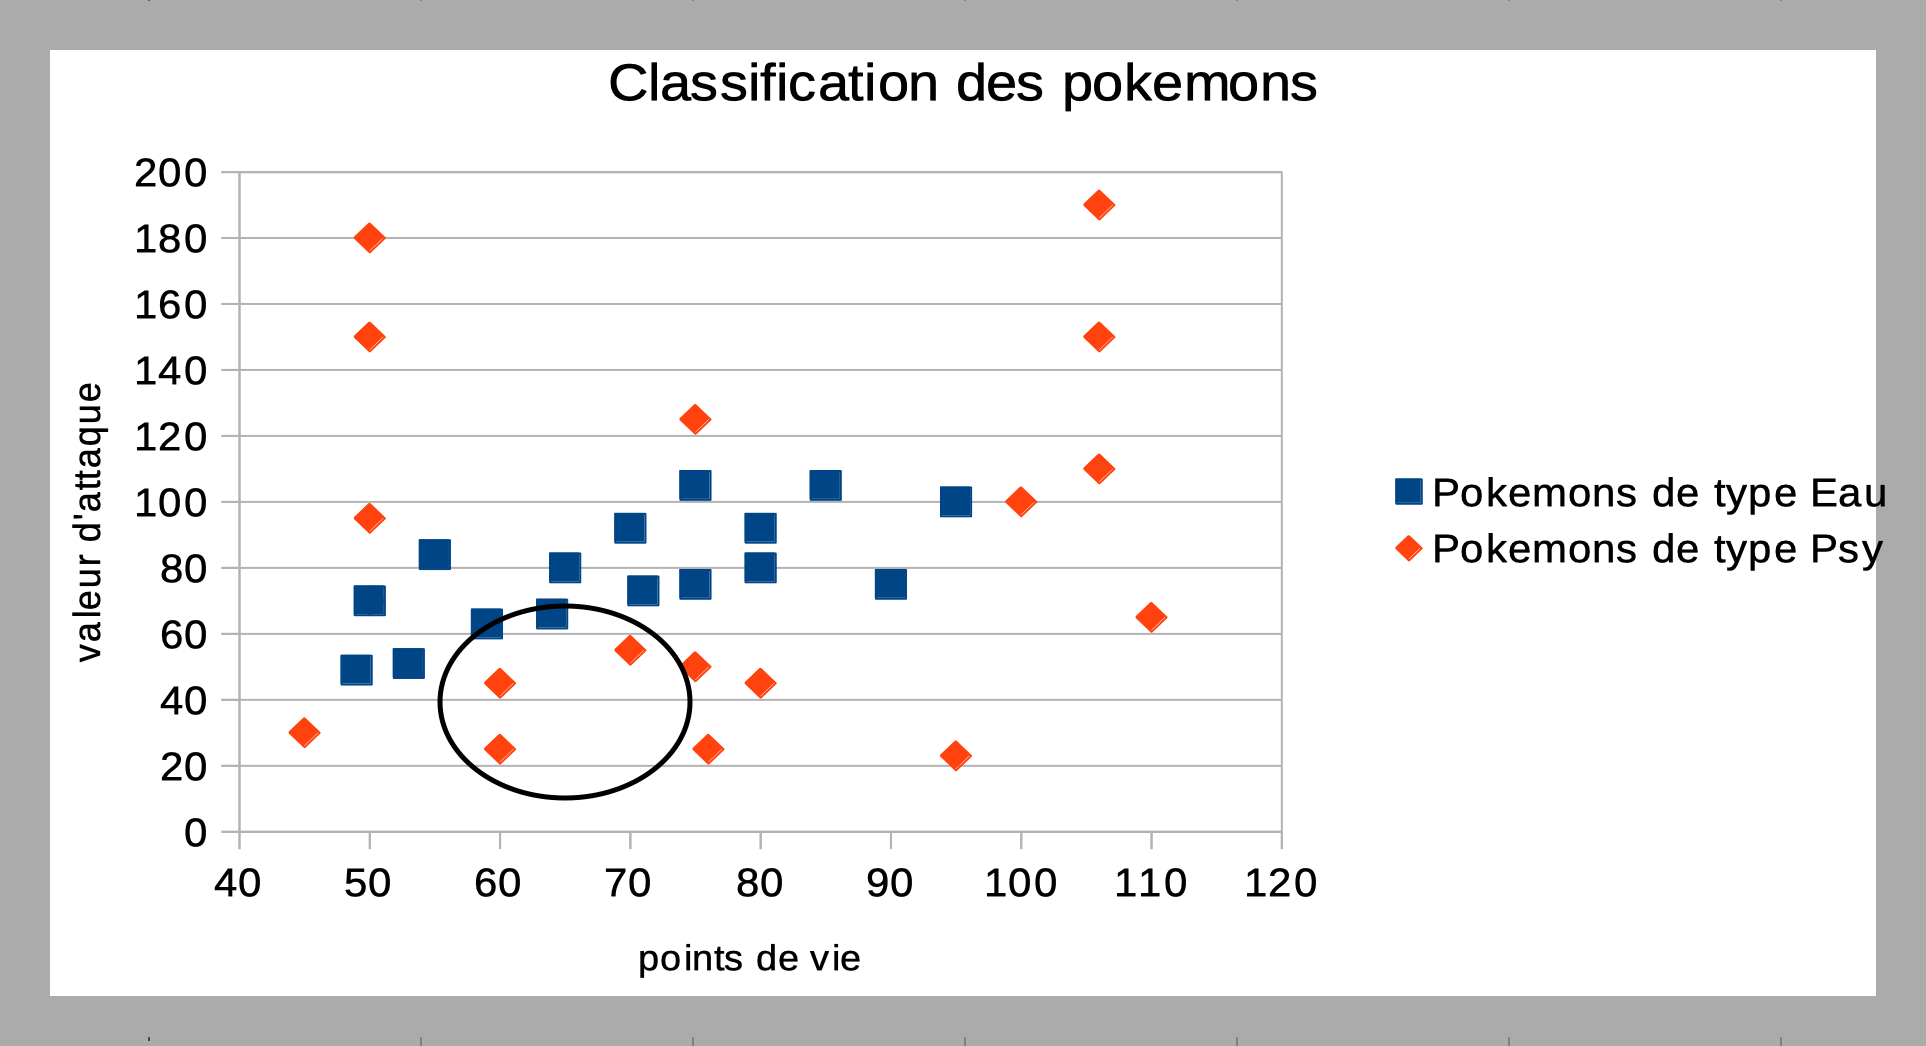 Classification des pokemons
200
180
160
140
120
100
80
60
40
20
0
valeur d'attaque
40 50 60 70 80 90 100 110 120
points de vie
Pokemons de type Eau
Pokemons de type Psy